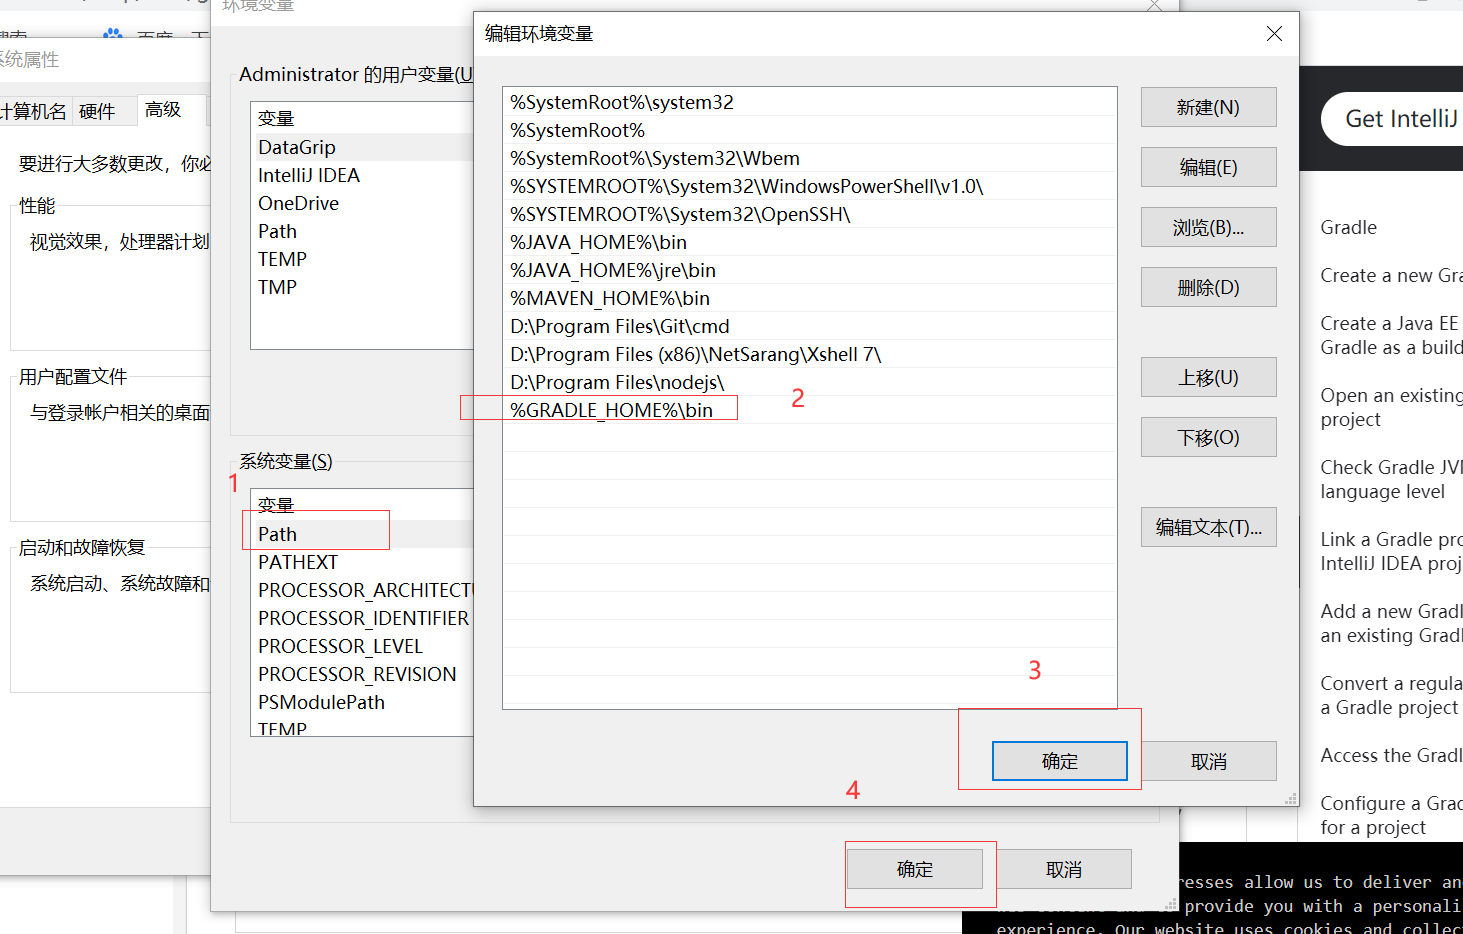 环境变量
百度
系统属性
计算机名
硬件
高级
要进行大多数更改，你必
性能
视觉效果，处理器计划
用户配置文件
与登录帐户相关的桌面
启动和故障恢复
系统启动、系统故障和
Administrator 的用户变量(U
变量
DataGrip
IntelliJ IDEA
OneDrive
Path
TEMP
TMP
系统变量(S)
1
变量
Path
PATHEXT
PROCESSOR_ARCHITECTU
PROCESSOR_IDENTIFIER
PROCESSOR_LEVEL
PROCESSOR_REVISION
PSModulePath
TEMP
4
确定
取消
编辑环境变量
%SystemRoot%\system32
%SystemRoot%
%SystemRoot%\System32\Wbem
%SYSTEMROOT%\System32\WindowsPowerShell\v1.0\
%SYSTEMROOT%\System32\OpenSSH\
%JAVA_HOME%\bin
%JAVA_HOME%\jre\bin
%MAVEN_HOME%\bin
D:\Program Files\Git\cmd
D:\Program Files (x86)\NetSarang\Xshell 7\
D:\Program Files\nodejs\
%GRADLE_HOME%\bin
2
3
新建(N)
编辑(E)
浏览(B)...
删除(D)
上移(U)
下移(O)
编辑文本(T)...
确定
取消
Get IntelliJ
Gradle
Create a new Gra
Create a Java EE
Gradle as a build
Open an existing
project
Check Gradle JVM
language level
Link a Gradle pro
IntelliJ IDEA proj
Add a new Gradl
an existing Gradl
Convert a regula
a Gradle project
Access the Gradl
Configure a Grad
for a project
resses allow us to deliver an
provide you with a personali
experience. Our website uses cookies and collec